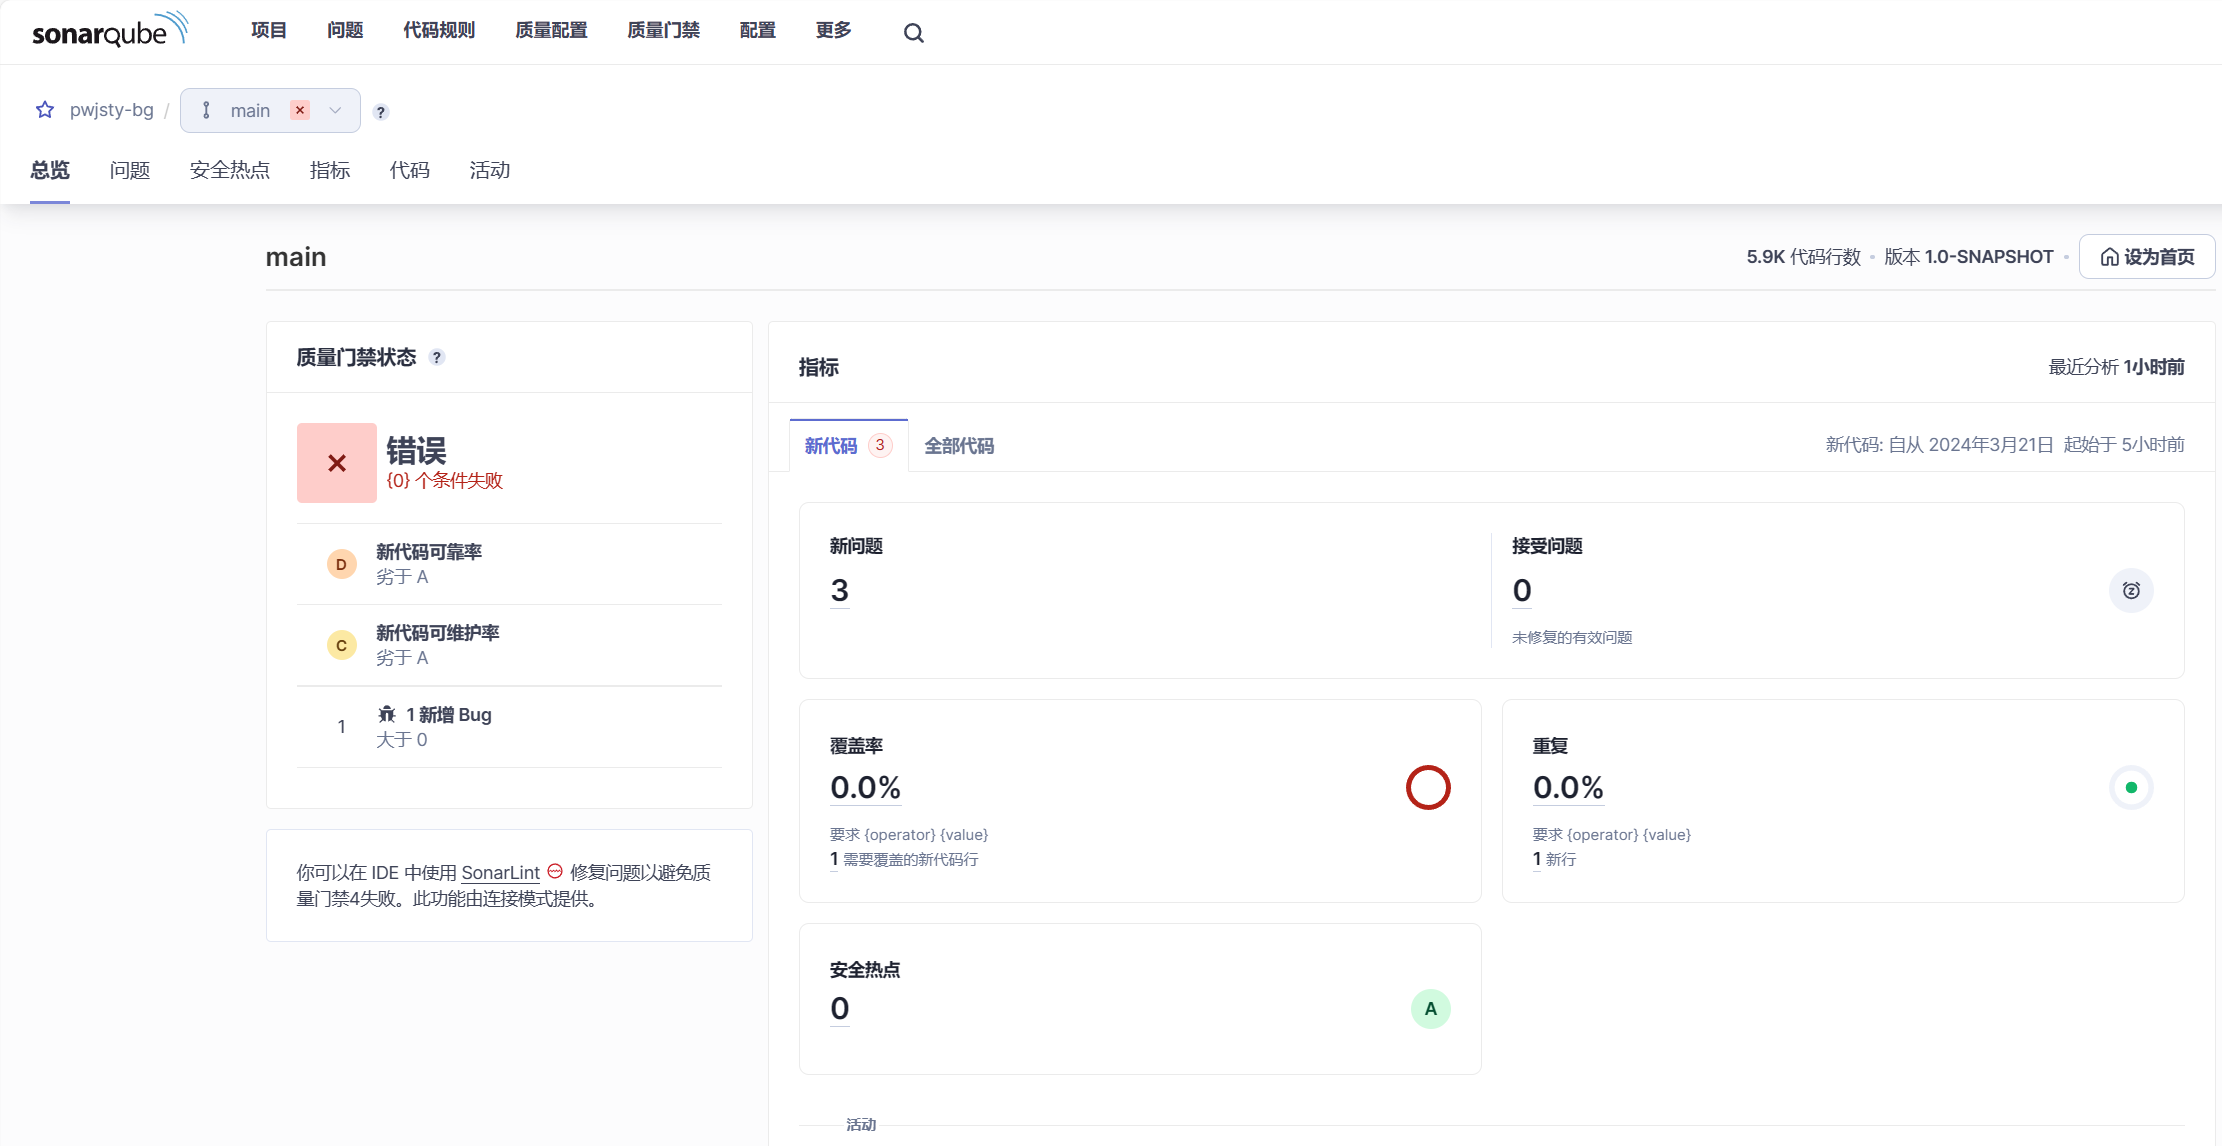 sonarqube 项目 问题 代码规则 质量配置 质量门禁 配置 更多
pwjsty-bg / main ?
总览 问题 安全热点 指标 代码 活动
main
5.9K 代码行数 • 版本 1.0-SNAPSHOT • 设为首页
质量门禁状态 ?
错误
{0} 个条件失败
D 新代码可靠率
劣于 A
C 新代码可维护率
劣于 A
1 1 新增 Bug
大于 0
你可以在 IDE 中使用 SonarLint 修复问题以避免质
量门禁4失败。此功能由连接模式提供。
指标
最近分析 1小时前
新代码 3 全部代码
新代码: 自从 2024年3月21日 起始于 5小时前
新问题
3
接受问题
0
未修复的有效问题
覆盖率
0.0%
要求 {operator} {value}
1 需要覆盖的新代码行
重复
0.0%
要求 {operator} {value}
1 新行
安全热点
0
A
活动